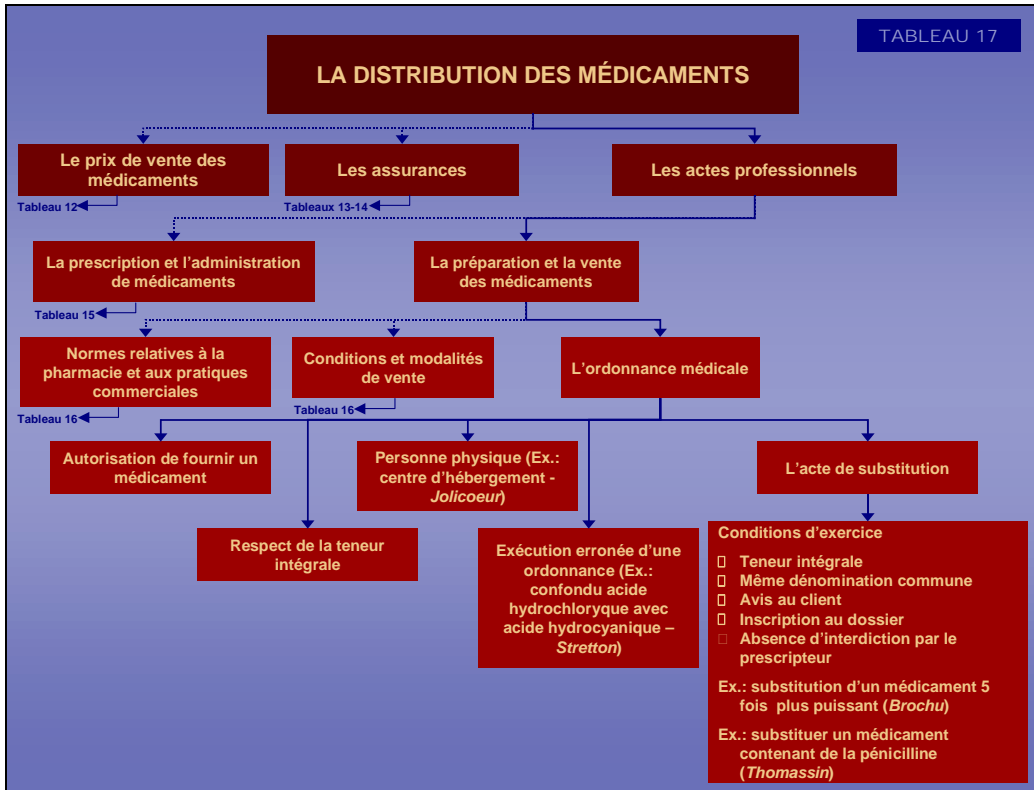 TABLEAU 17
LA DISTRIBUTION DES MÉDICAMENTS
Le prix de vente des
médicaments
Les assurances
Les actes professionnels
Tableau 12
Tableaux 13-14
La prescription et l'administration
de médicaments
La préparation et la vente
des médicaments
Tableau 15
Normes relatives à la
pharmacie et aux pratiques
commerciales
Conditions et modalités
de vente
L'ordonnance médicale
Tableau 16
Tableau 16
Autorisation de fournir un
médicament
Personne physique (Ex.:
centre d'hébergement -
Jolicoeur)
L'acte de substitution
Respect de la teneur
intégrale
Exécution erronée d'une
ordonnance (Ex.:
confondu acide
hydrochloryque avec
acide hydrocyanique –
Stretton)
Conditions d'exercice
Teneur intégrale
Même dénomination commune
Avis au client
Inscription au dossier
Absence d'interdiction par le
prescripteur
Ex.: substitution d'un médicament 5
fois plus puissant (Brochu)
Ex.: substituer un médicament
contenant de la pénicilline
(Thomassin)